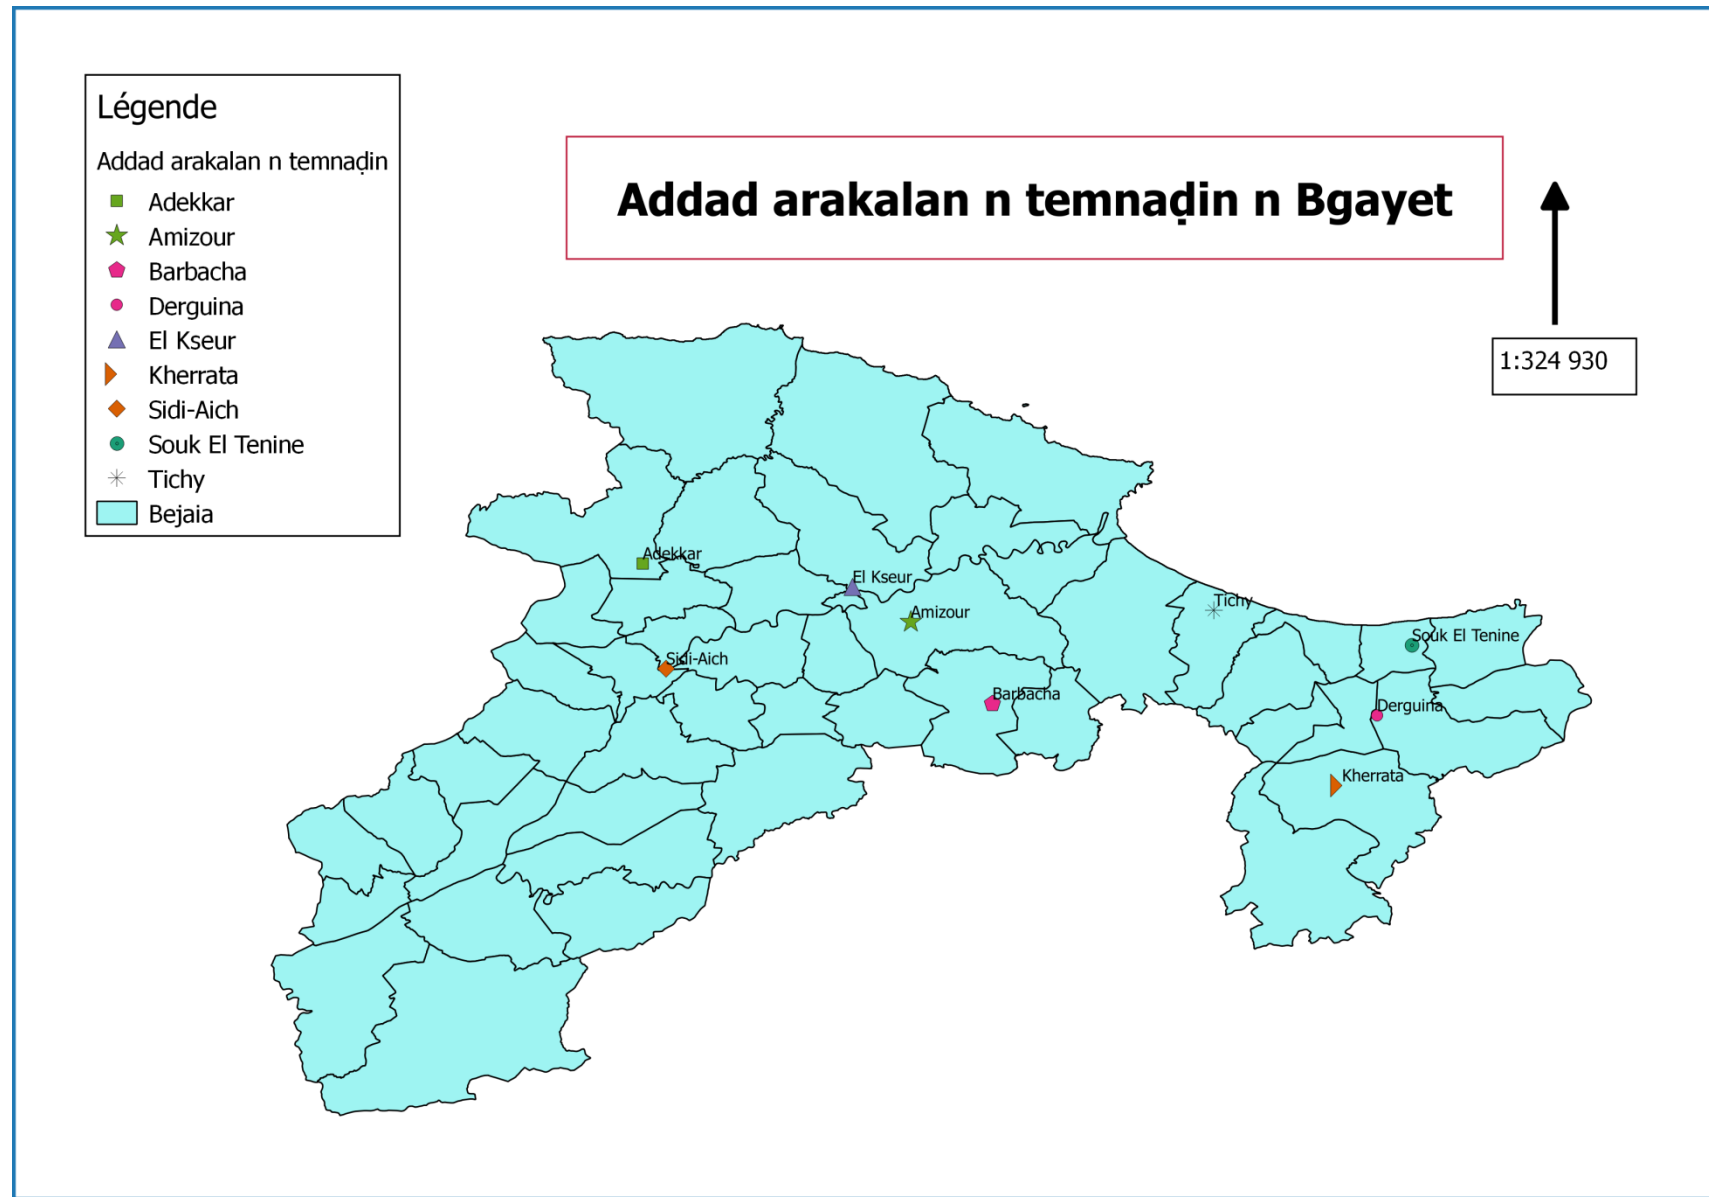 Légende
Addad arakalan n temnaḍin
Adekkar
Amizour
Barbacha
Derguina
El Kseur
Kherrata
Sidi-Aich
Souk El Tenine
Tichy
Bejaia
Addad arakalan n temnaḍin n Bgayet
1:324 930
Adekkar
El Kseur
Amizour
Tichy
Souk El Tenine
Sidi-Aich
Barbacha
Derguina
Kherrata